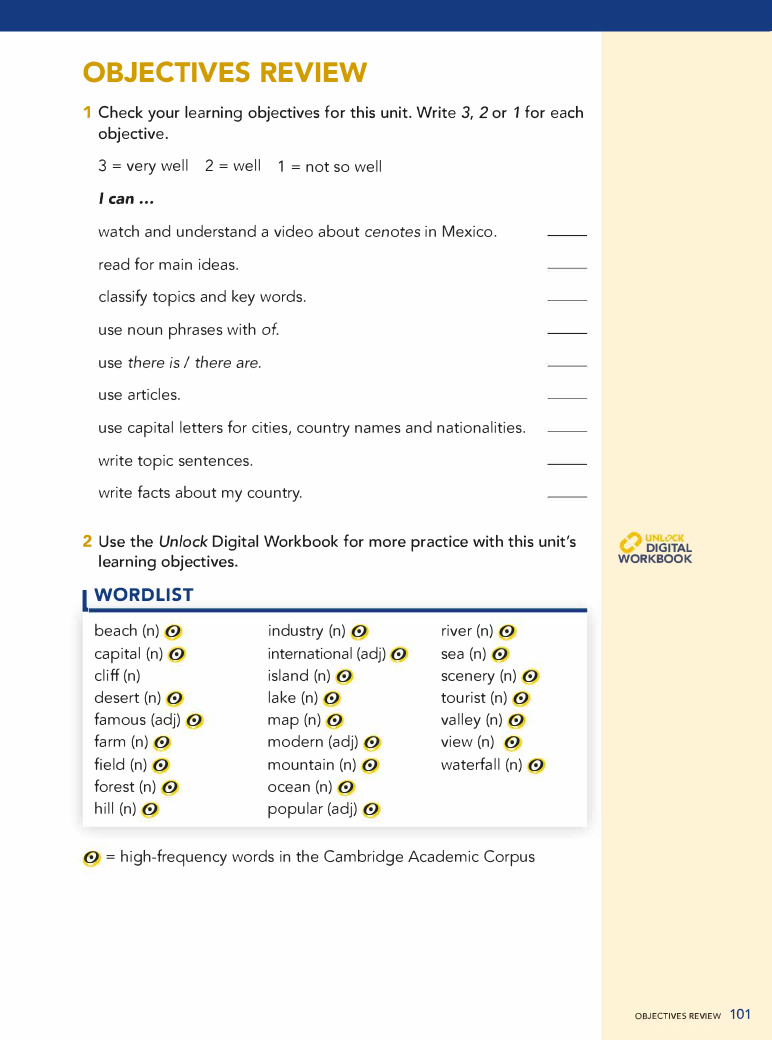 OBJECTIVES REVIEW
1 Check your learning objectives for this unit. Write 3, 2 or 1 for each
objective.
3 = very well 2 = well 1 = not so well
I can ...
watch and understand a video about cenotes in Mexico.
read for main ideas.
classify topics and key words.
use noun phrases with of.
use there is / there are.
use articles.
use capital letters for cities, country names and nationalities.
write topic sentences.
write facts about my country.
2 Use the Unlock Digital Workbook for more practice with this unit's
learning objectives.
UNLOCK
DIGITAL
WORKBOOK
WORDLIST
beach (n)
capital (n)
cliff (n)
desert (n)
famous (adj)
farm (n)
field (n)
forest (n)
hill (n)
industry (n)
international (adj)
island (n)
lake (n)
map (n)
modern (adj)
mountain (n)
ocean (n)
popular (adj)
river (n)
sea (n)
scenery (n)
tourist (n)
valley (n)
view (n)
waterfall (n)
= high-frequency words in the Cambridge Academic Corpus
OBJECTIVES REVIEW 101